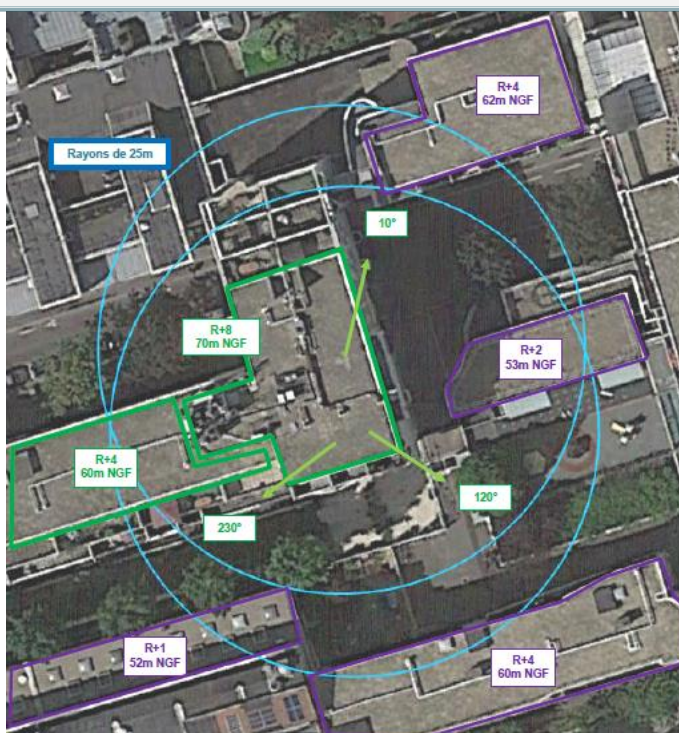 R+4
62m NGF
Rayons de 25m
10°
R+8
70m NGF
R+2
53m NGF
R+4
60m NGF
120°
230°
R+1
52m NGF
R+4
60m NGF